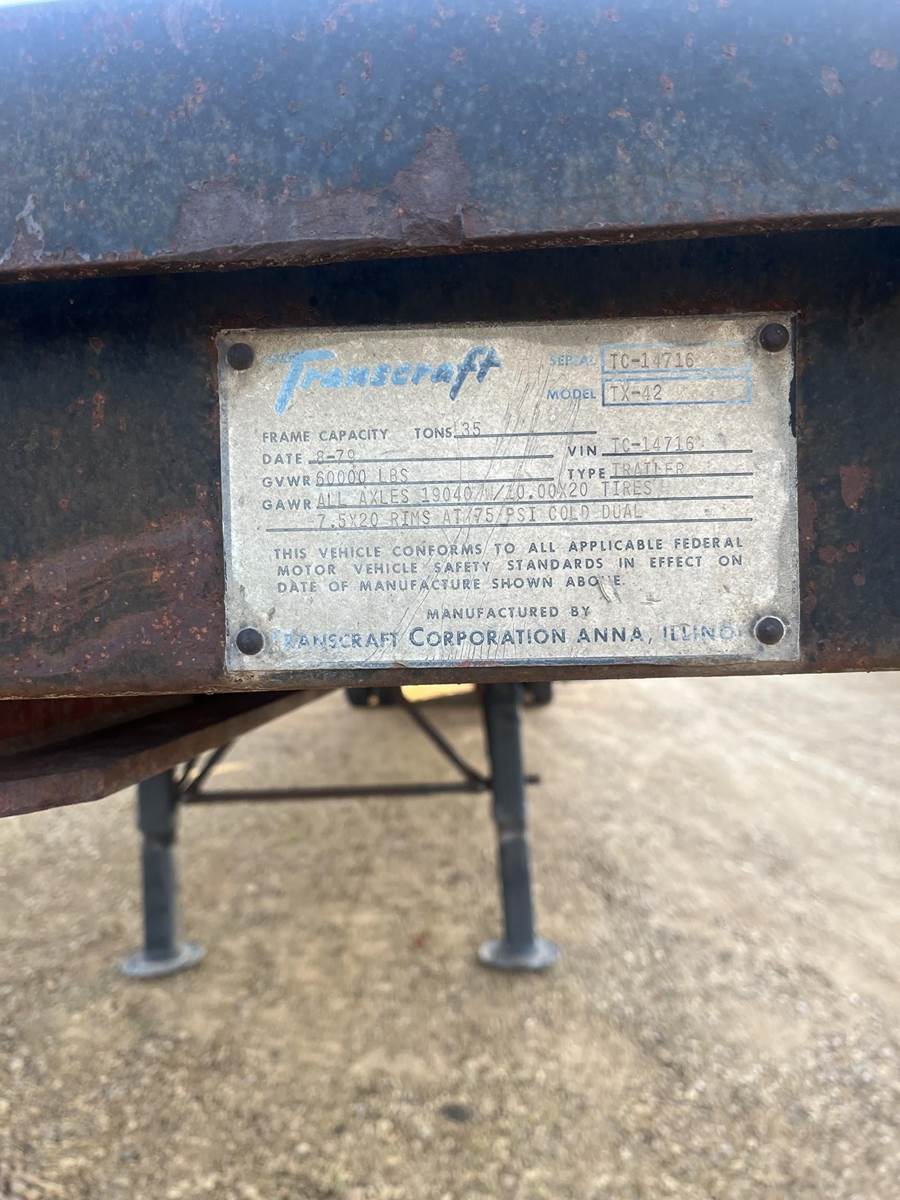 Transcraft
SERIAL TC-14716
MODEL TX-42
FRAME CAPACITY TONS 35
DATE 8-79 VIN TC-14716
GVWR 60000 LBS TYPE TRAILER
GAWR ALL AXLES 19040/W/10.00X20 TIRES
7.5X20 RIMS AT/75/PSI COLD DUAL
THIS VEHICLE CONFORMS TO ALL APPLICABLE FEDERAL
MOTOR VEHICLE SAFETY STANDARDS IN EFFECT ON
DATE OF MANUFACTURE SHOWN ABOVE.
MANUFACTURED BY
TRANSCRAFT CORPORATION ANNA, ILLINOIS